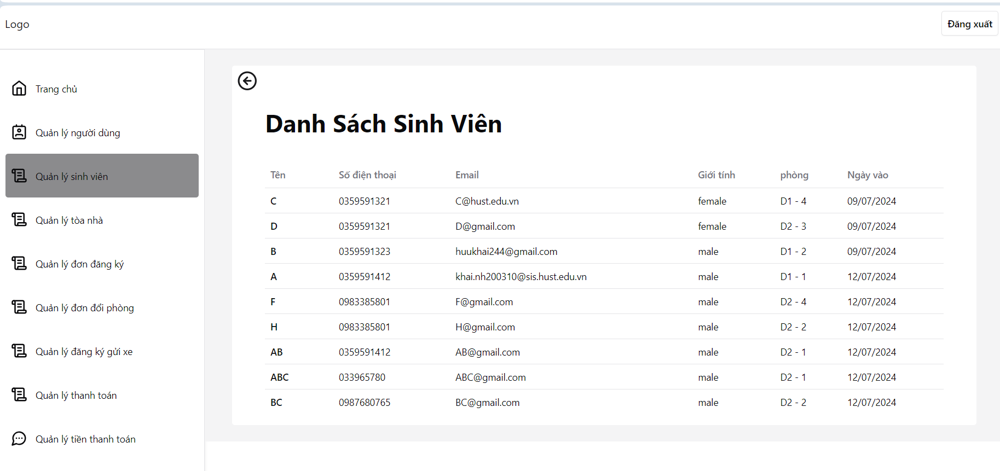 Logo
Đăng xuất
Trang chủ
Quản lý người dùng
Quản lý sinh viên
Quản lý tòa nhà
Quản lý đơn đăng ký
Quản lý đơn đổi phòng
Quản lý đăng ký gửi xe
Quản lý thanh toán
Quản lý tiền thanh toán
Danh Sách Sinh Viên
Tên Số điện thoại Email Giới tính phòng Ngày vào
C 0359591321 C@hust.edu.vn female D1 - 4 09/07/2024
D 0359591321 D@gmail.com female D2 - 3 09/07/2024
B 0359591323 huukhai244@gmail.com male D1 - 2 09/07/2024
A 0359591412 khai.nh200310@sis.hust.edu.vn male D1 - 1 12/07/2024
F 0983385801 F@gmail.com male D2 - 4 12/07/2024
H 0983385801 H@gmail.com male D2 - 2 12/07/2024
AB 0359591412 AB@gmail.com male D2 - 1 12/07/2024
ABC 033965780 ABC@gmail.com male D2 - 1 12/07/2024
BC 0987680765 BC@gmail.com male D2 - 2 12/07/2024